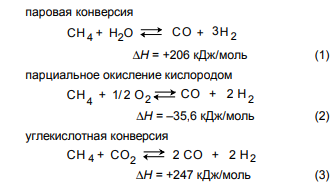 паровая конверсия
CH₄ + H₂O ⇄ CO + 3H₂
ΔH = +206 кДж/моль (1)
парциальное окисление кислородом
CH₄ + 1/2 O₂ ⇄ CO + 2 H₂
ΔH = –35,6 кДж/моль (2)
углекислотная конверсия
CH₄ + CO₂ ⇄ 2 CO + 2 H₂
ΔH = +247 кДж/моль (3)